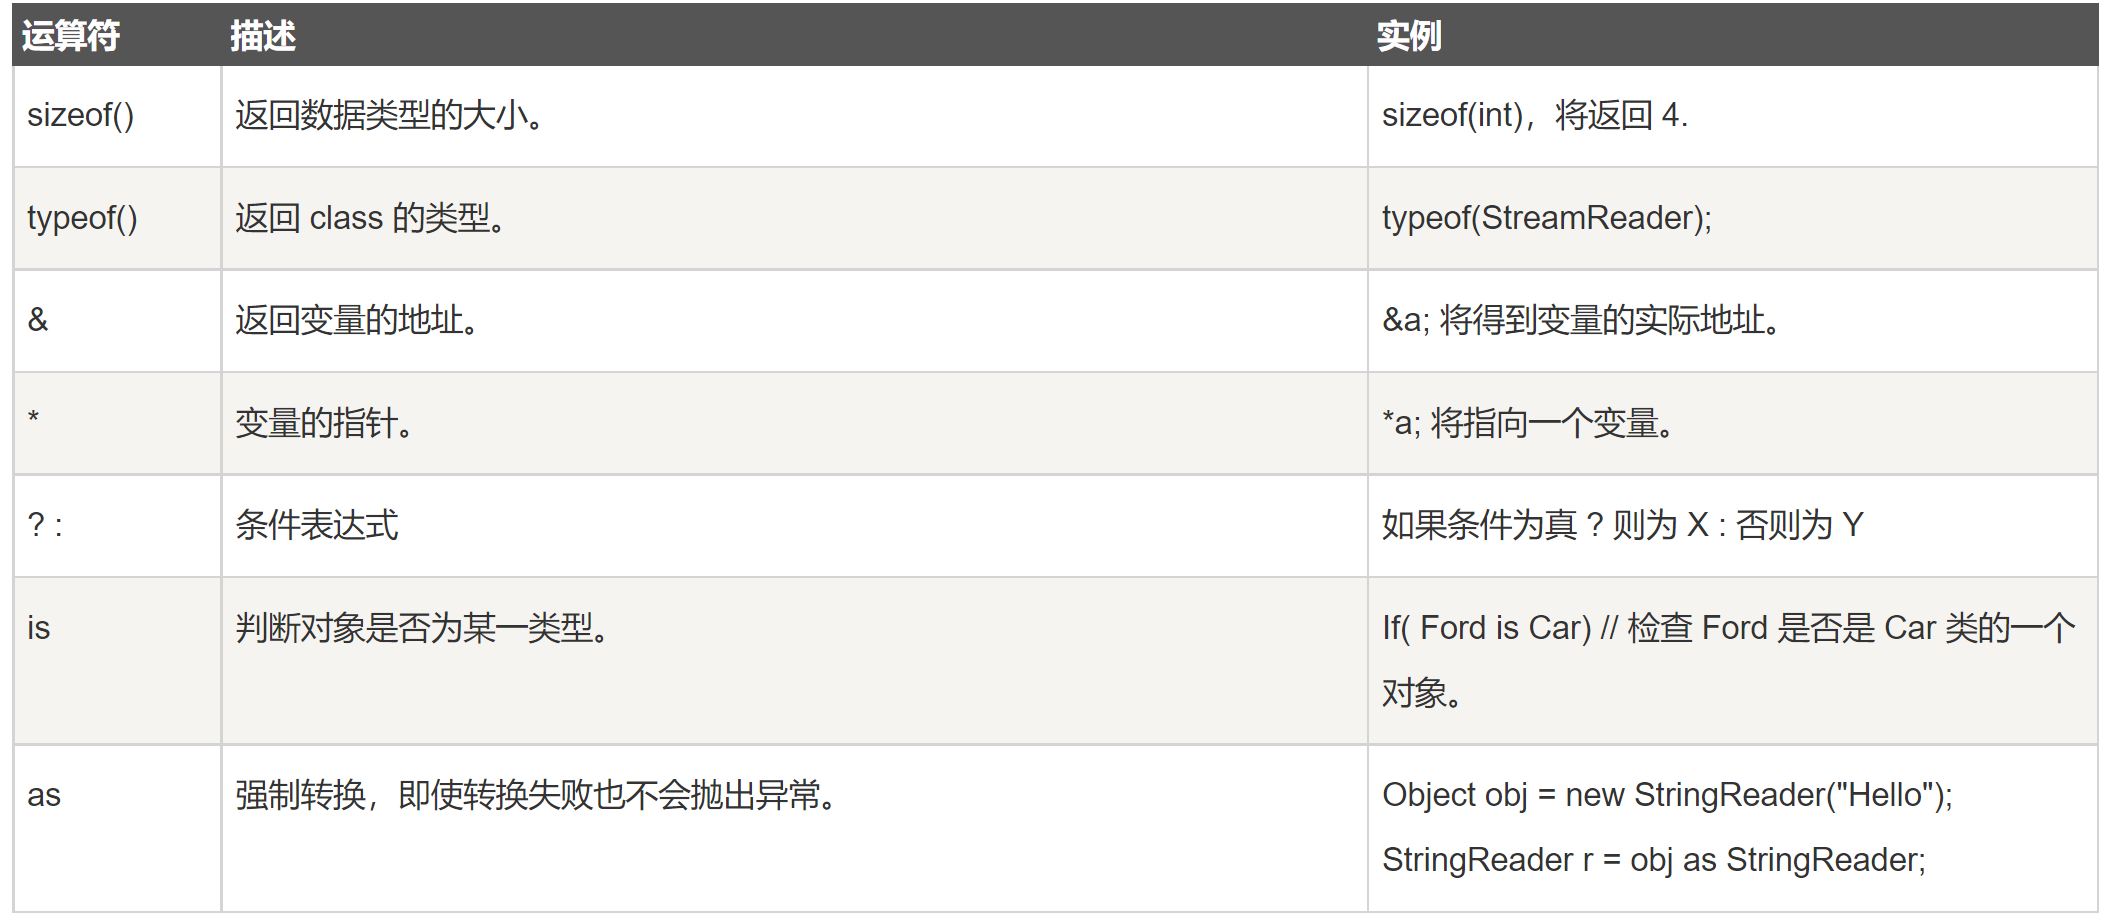 运算符 描述 实例
sizeof() 返回数据类型的大小。 sizeof(int)，将返回 4.
typeof() 返回 class 的类型。 typeof(StreamReader);
& 返回变量的地址。 &a; 将得到变量的实际地址。
* 变量的指针。 *a; 将指向一个变量。
? : 条件表达式 如果条件为真 ? 则为 X : 否则为 Y
is 判断对象是否为某一类型。 If( Ford is Car) // 检查 Ford 是否是 Car 类的一个
对象。
as 强制转换，即使转换失败也不会抛出异常。 Object obj = new StringReader("Hello");
StringReader r = obj as StringReader;